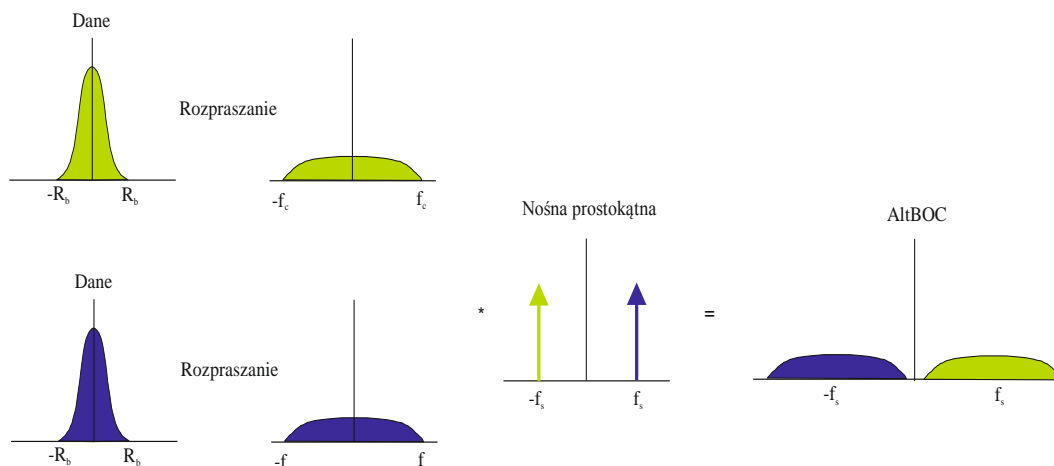 Dane
Rozpraszanie
-R_b R_b
-f_c f_c
Nośna prostokątna
AltBOC
Dane
*
=
Rozpraszanie
-f_s f_s
-f_s f_s
-R_b R_b
-f f